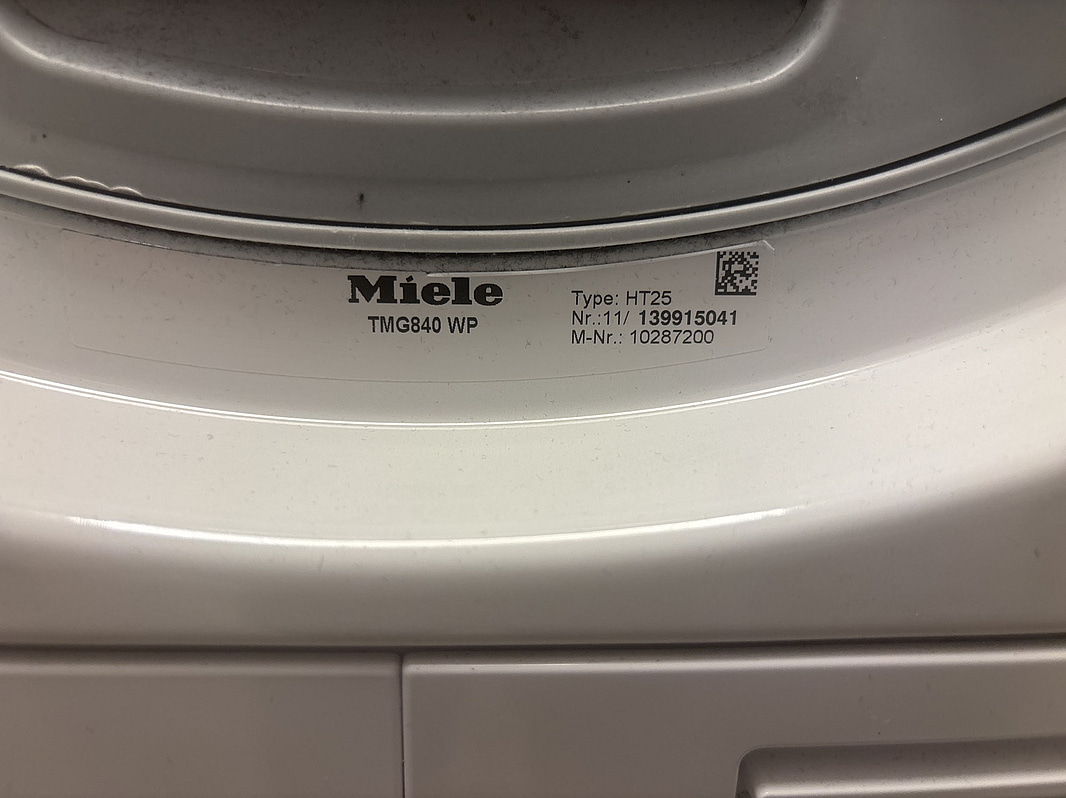 Miele
TMG840 WP
Type: HT25
Nr.:11/ 139915041
M-Nr.: 10287200